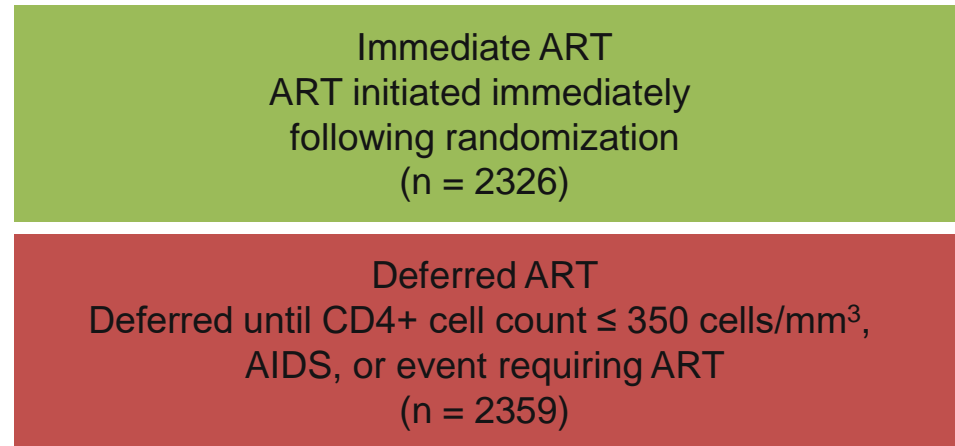 Immediate ART
ART initiated immediately
following randomization
(n = 2326)
Deferred ART
Deferred until CD4+ cell count ≤ 350 cells/mm³,
AIDS, or event requiring ART
(n = 2359)